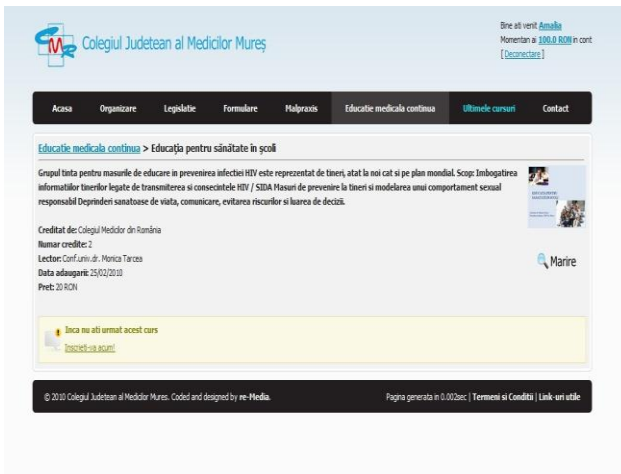 Bine ati venit Amalia
Momentan ai 100.0 RON in cont
[ Deconectare ]
CMR Colegiul Judetean al Medicilor Mureș
Acasa Organizare Legislatie Formulare Malpraxis Educatie medicala continua Ultimele cursuri Contact
Educatie medicala continua > Educația pentru sănătate în școli
Grupul tinta pentru masurile de educare in prevenirea infectiei HIV este reprezentat de tineri, atat la noi cat si pe plan mondial. Scop: Imbogatirea
informatiilor tinerilor legate de transmiterea si consecintele HIV / SIDA Masuri de prevenire la tineri si modelarea unui comportament sexual
responsabil Deprinderi sanatoase de viata, comunicare, evitarea riscurilor si luarea de decizii.
Creditat de: Colegiul Medicilor din România
Numar credite: 2
Lector: Conf.univ.dr. Monica Tarcea
Data adaugarii: 25/02/2010
Pret: 20 RON
Marire
Inca nu ati urmat acest curs
Inscrieti-va acum!
© 2010 Colegiul Judetean al Medicilor Mures. Coded and designed by re-Media.
Pagina generata in 0.002sec | Termeni si Conditii | Link-uri utile